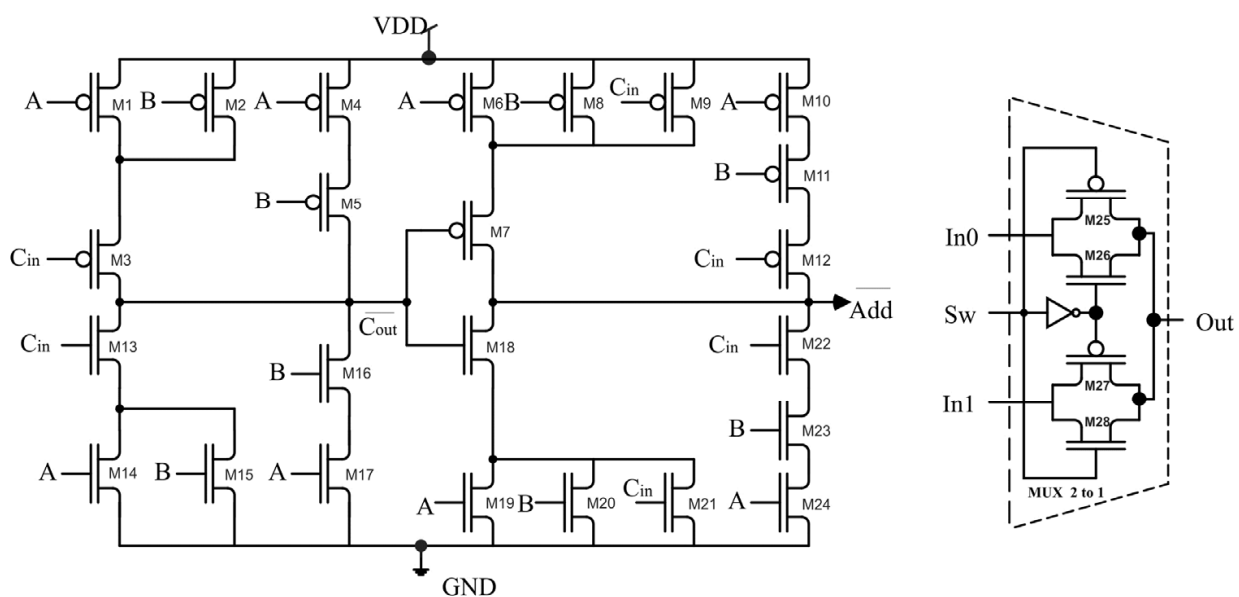 VDD
A M1 B M2 A M4 A M6 B M8 Cin M9 A M10
B M5 B M11
Cin M3 M7 Cin M12
Cout Add
Cin M13 M18 Cin M22
B M16
B M23
A M14 B M15 A M17 A M19 B M20 Cin M21 A M24
GND
M25
In0 M26
Sw Out
M27
In1 M28
MUX 2 to 1